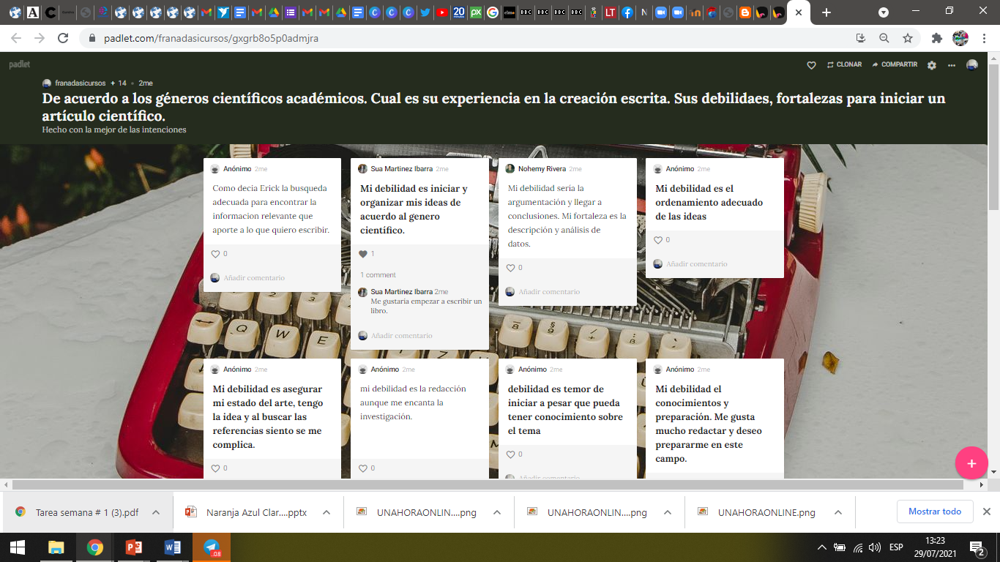 padlet.com/franadasicursos/gxgrb8o5p0admjra
padlet
CLONAR
COMPARTIR
franadasicursos + 14 • 2me
De acuerdo a los géneros científicos académicos. Cual es su experiencia en la creación escrita. Sus debilidaes, fortalezas para iniciar un
artículo científico.
Hecho con la mejor de las intenciones
Anónimo 2me
Como decia Erick la busqueda
adecuada para encontrar la
informacion relevante que
aporte a lo que quiero escribir.
0
Añadir comentario
Sua Martinez Ibarra 2me
Mi debilidad es iniciar y
organizar mis ideas de
acuerdo al genero
científico.
1
1 comment
Sua Martinez Ibarra 2me
Me gustaría empezar a escribir un
libro.
Añadir comentario
Nohemy Rivera 2me
Mi debilidad sería la
argumentación y llegar a
conclusiones. Mi fortaleza es la
descripción y análisis de
datos.
0
Añadir comentario
Anónimo 2me
Mi debilidad es el
ordenamiento adecuado
de las ideas
0
Añadir comentario
Q W E
Anónimo 2me
Mi debilidad es asegurar
mi estado del arte, tengo
la idea y al buscar las
referencias siento se me
complica.
0
Anónimo 2me
mi debilidad es la redacción
aunque me encanta la
investigación.
0
Anónimo 2me
debilidad es temor de
iniciar a pesar que pueda
tener conocimiento sobre
el tema
0
Añadir comentario
Anónimo 2me
Mi debilidad el
conocimientos y
preparación. Me gusta
mucho redactar y deseo
prepararme en este
campo.
Tarea semana # 1 (3).pdf
Naranja Azul Clar....pptx
UNAHORAONLIN....png
UNAHORAONLIN....png
UNAHORAONLINE.png
Mostrar todo
.08
ESP
13:23
29/07/2021
2